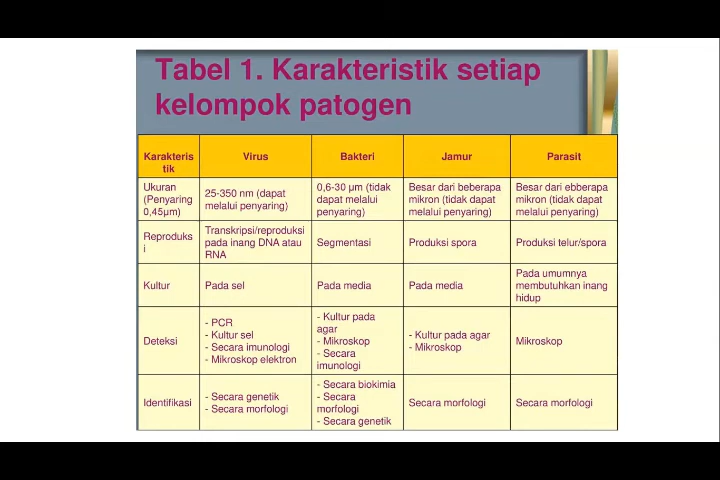 Tabel 1. Karakteristik setiap
kelompok patogen
Karakteris
tik
Virus
Bakteri
Jamur
Parasit
Ukuran
(Penyaring
0,45µm)
25-350 nm (dapat
melalui penyaring)
0,6-30 µm (tidak
dapat melalui
penyaring)
Besar dari beberapa
mikron (tidak dapat
melalui penyaring)
Besar dari ebberapa
mikron (tidak dapat
melalui penyaring)
Reproduks
i
Transkripsi/reproduksi
pada inang DNA atau
RNA
Segmentasi
Produksi spora
Produksi telur/spora
Kultur
Pada sel
Pada media
Pada media
Pada umumnya
membutuhkan inang
hidup
Deteksi
- PCR
- Kultur sel
- Secara imunologi
- Mikroskop elektron
- Kultur pada
agar
- Mikroskop
- Secara
imunologi
- Kultur pada agar
- Mikroskop
Mikroskop
Identifikasi
- Secara genetik
- Secara morfologi
- Secara biokimia
- Secara
morfologi
- Secara genetik
Secara morfologi
Secara morfologi